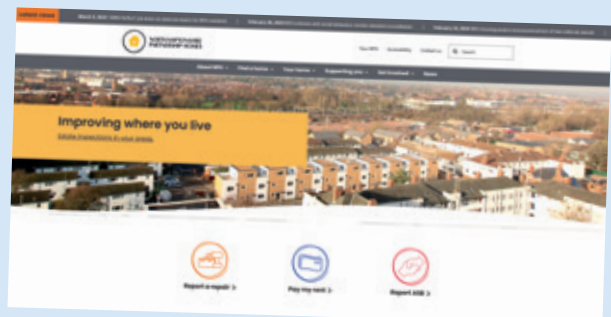 Latest news
NORTHAMPTONSHIRE
PARTNERSHIP HOMES
Your NPH Accessibility Contact us Search
About NPH Find a home Your home Supporting you Get involved News
Improving where you live
Estate inspections in your areas.
Report a repair >
Pay my rent >
Report ASB >